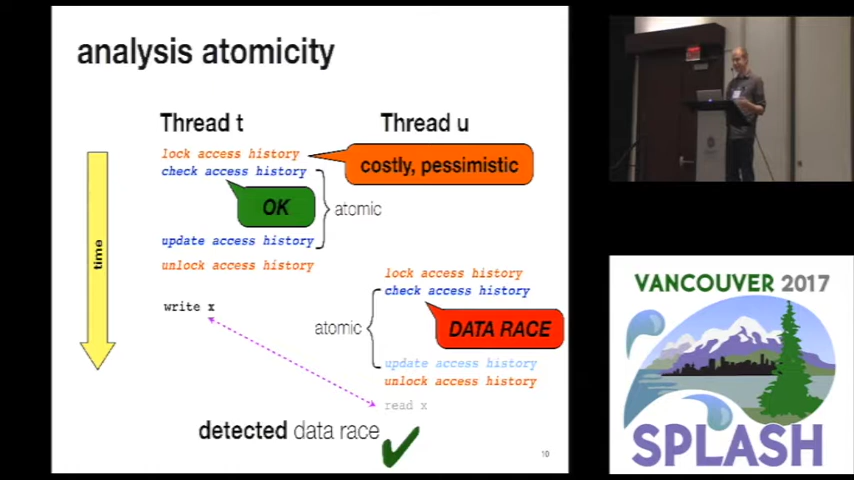 analysis atomicity
Thread t
Thread u
lock access history
check access history
costly, pessimistic
OK
atomic
update access history
unlock access history
lock access history
check access history
write x
atomic
DATA RACE
update access history
unlock access history
read x
detected data race
time
10
VANCOUVER 2017
SPLASH